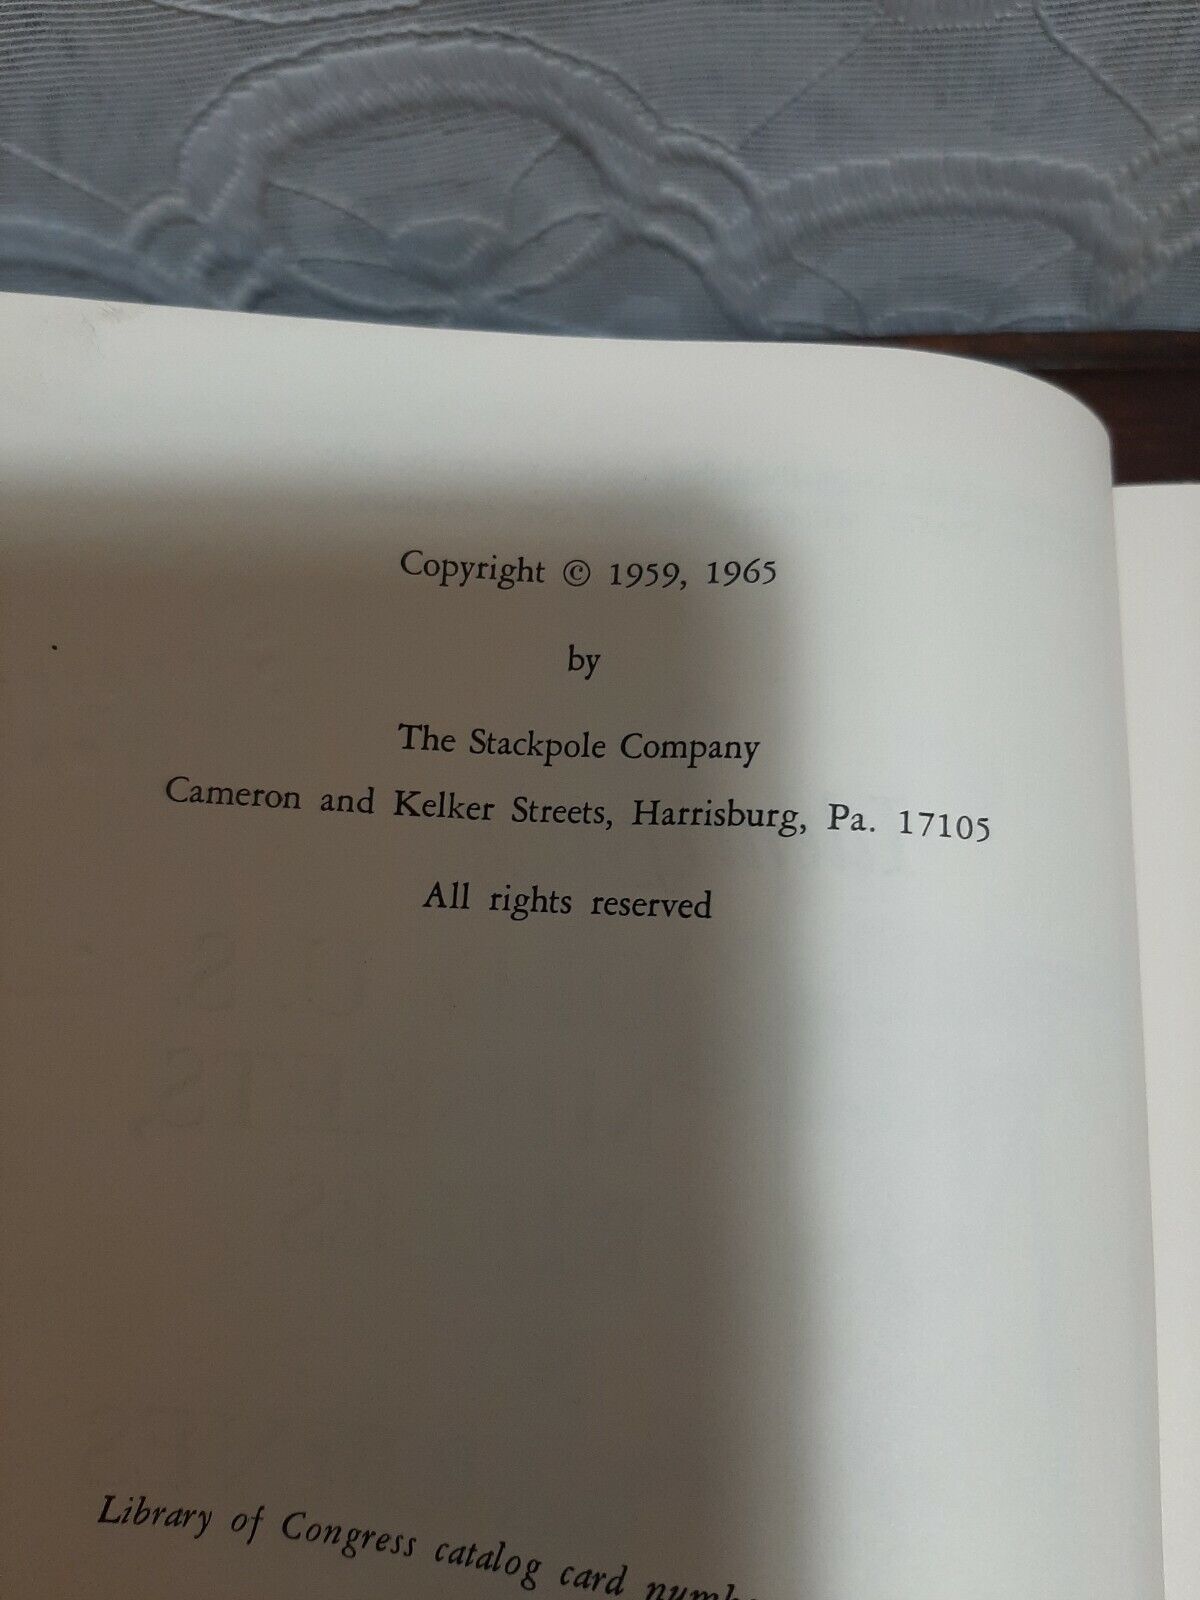 Copyright © 1959, 1965
by
The Stackpole Company
Cameron and Kelker Streets, Harrisburg, Pa. 17105
All rights reserved
Library of Congress catalog card